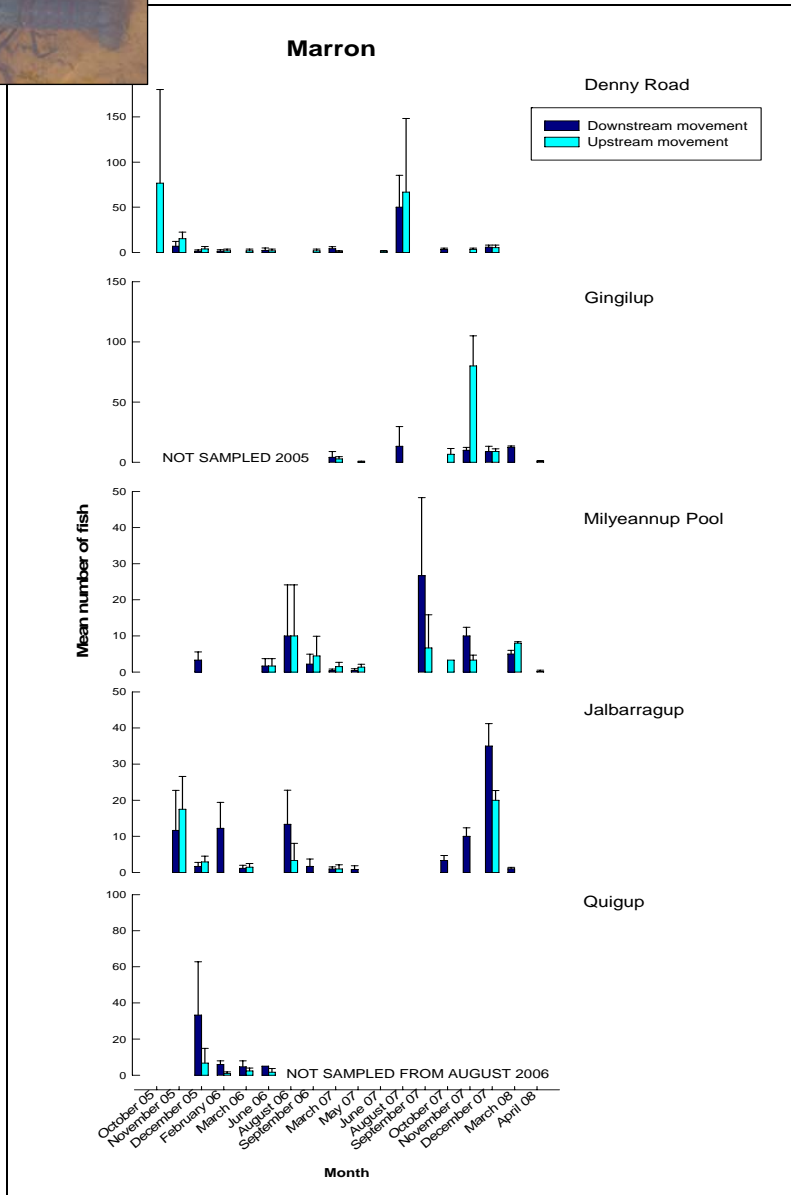 Marron
Denny Road
Downstream movement
Upstream movement
150
100
50
0
Gingilup
150
100
50
0
NOT SAMPLED 2005
Milyeannup Pool
50
40
30
20
10
0
Mean number of fish
Jalbarragup
50
40
30
20
10
0
Quigup
100
80
60
40
20
0
NOT SAMPLED FROM AUGUST 2006
October 05
November 05
December 05
February 06
March 06
June 06
August 06
September 06
March 07
May 07
June 07
August 07
September 07
October 07
November 07
December 07
March 08
April 08
Month